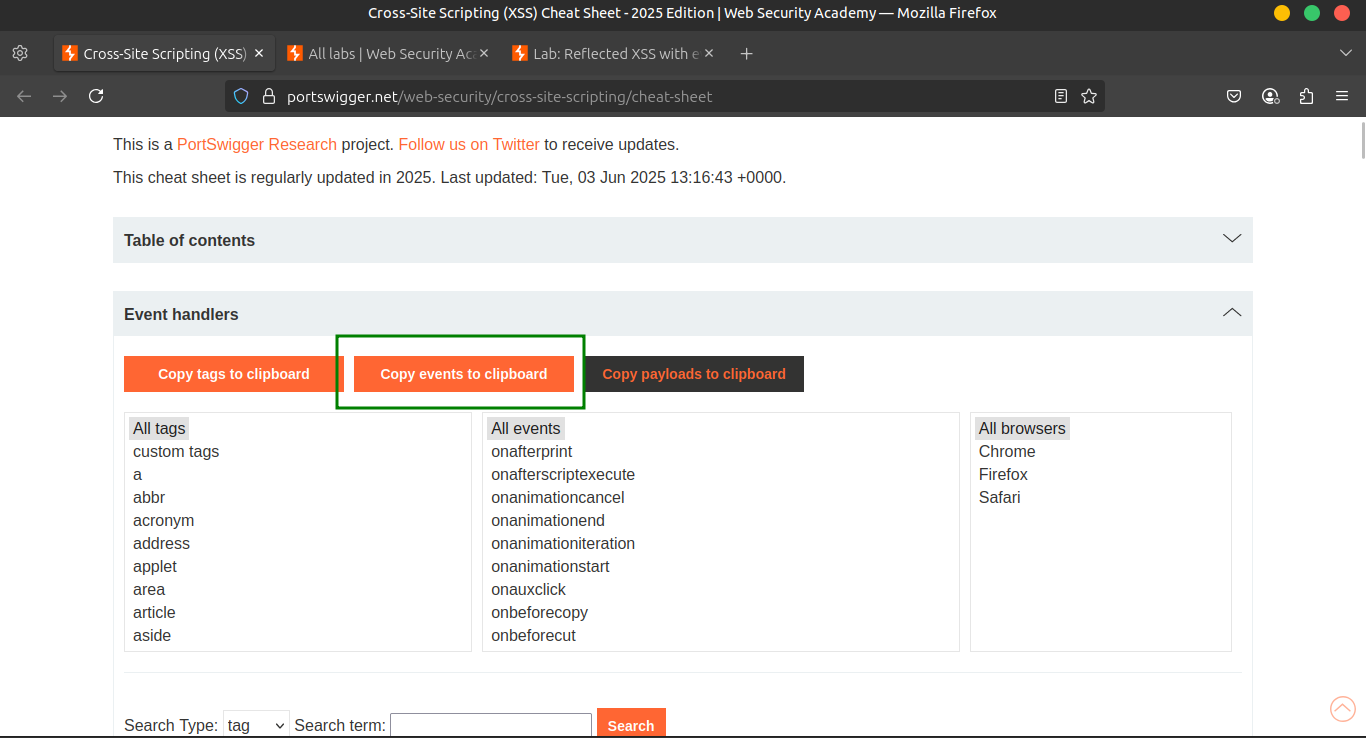 Cross-Site Scripting (XSS) Cheat Sheet - 2025 Edition | Web Security Academy — Mozilla Firefox
Cross-Site Scripting (XSS)
All labs | Web Security Ac
Lab: Reflected XSS with e
portswigger.net/web-security/cross-site-scripting/cheat-sheet
This is a PortSwigger Research project. Follow us on Twitter to receive updates.
This cheat sheet is regularly updated in 2025. Last updated: Tue, 03 Jun 2025 13:16:43 +0000.
Table of contents
Event handlers
Copy tags to clipboard
Copy events to clipboard
Copy payloads to clipboard
All tags
custom tags
a
abbr
acronym
address
applet
area
article
aside
All events
onafterprint
onafterscriptexecute
onanimationcancel
onanimationend
onanimationiteration
onanimationstart
onauxclick
onbeforecopy
onbeforecut
All browsers
Chrome
Firefox
Safari
Search Type: tag Search term: Search